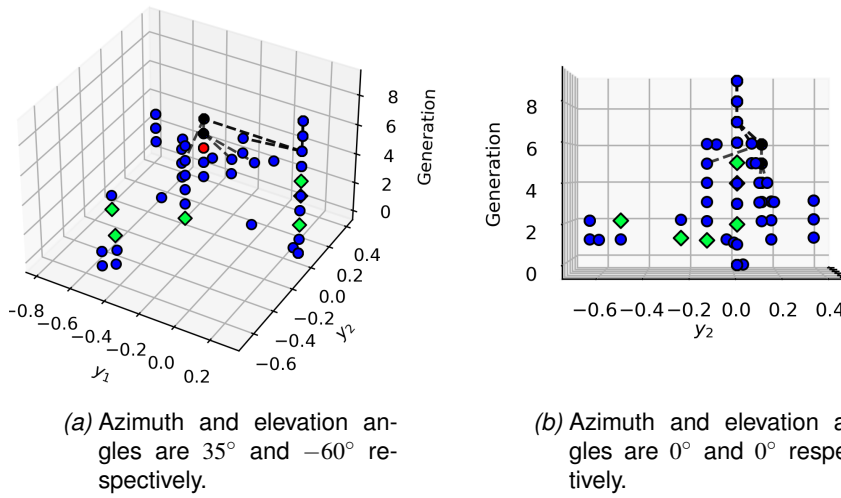 8
6
4
2
0
Generation
0.4
0.2
0.0
−0.2
−0.4
−0.6
y₂
−0.8
−0.6
−0.4
−0.2
0.0
0.2
y₁
(a) Azimuth and elevation an-
gles are 35° and −60° re-
spectively.
8
6
4
2
0
Generation
−0.6 −0.4 −0.2 0.0 0.2 0.4
y₂
(b) Azimuth and elevation a
gles are 0° and 0° respe
tively.